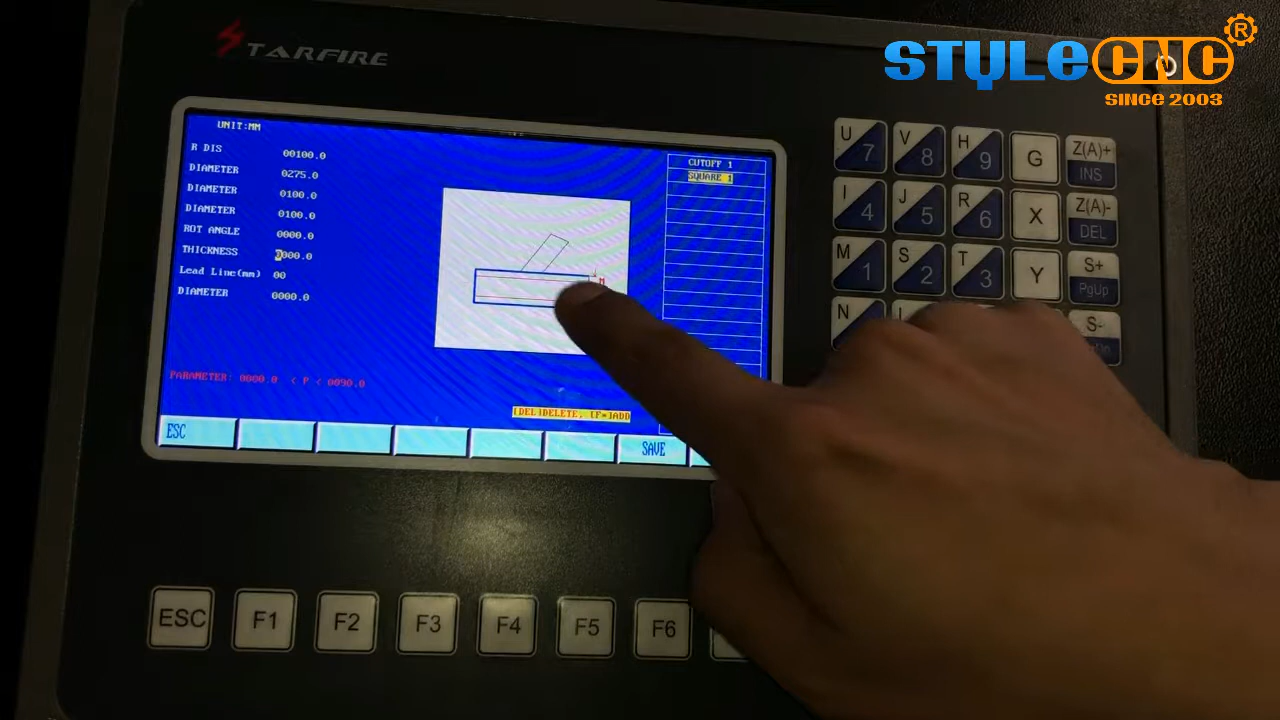 STARFIRE
STYLECNC®
SINCE 2003
UNIT:MM
R DIS 00100.0
DIAMETER 0275.0
DIAMETER 0100.0
DIAMETER 0100.0
ROT ANGLE 0000.0
THICKNESS 0000.0
Lead Line(mm) 00
DIAMETER 0000.0
PARAMETER: 0000.0 < P < 0090.0
CUTOFF 1
SQUARE 1
[DEL]DELETE, [F=]ADD
ESC
SAVE
U 7
V 8
H 9
G
Z(A)+ INS
I 4
J 5
R 6
X
Z(A)- DEL
M 1
S 2
T 3
Y
S+ PgUp
N
S-
ESC
F1
F2
F3
F4
F5
F6